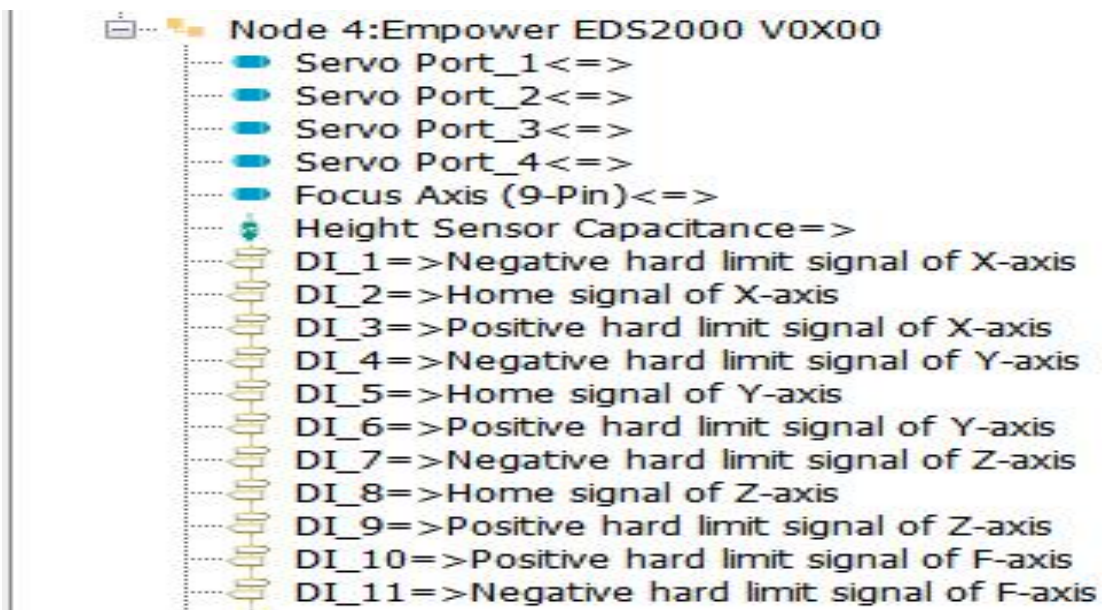 Node 4:Empower EDS2000 V0X00
Servo Port_1<=>
Servo Port_2<=>
Servo Port_3<=>
Servo Port_4<=>
Focus Axis (9-Pin)<=>
Height Sensor Capacitance=>
DI_1=>Negative hard limit signal of X-axis
DI_2=>Home signal of X-axis
DI_3=>Positive hard limit signal of X-axis
DI_4=>Negative hard limit signal of Y-axis
DI_5=>Home signal of Y-axis
DI_6=>Positive hard limit signal of Y-axis
DI_7=>Negative hard limit signal of Z-axis
DI_8=>Home signal of Z-axis
DI_9=>Positive hard limit signal of Z-axis
DI_10=>Positive hard limit signal of F-axis
DI_11=>Negative hard limit signal of F-axis